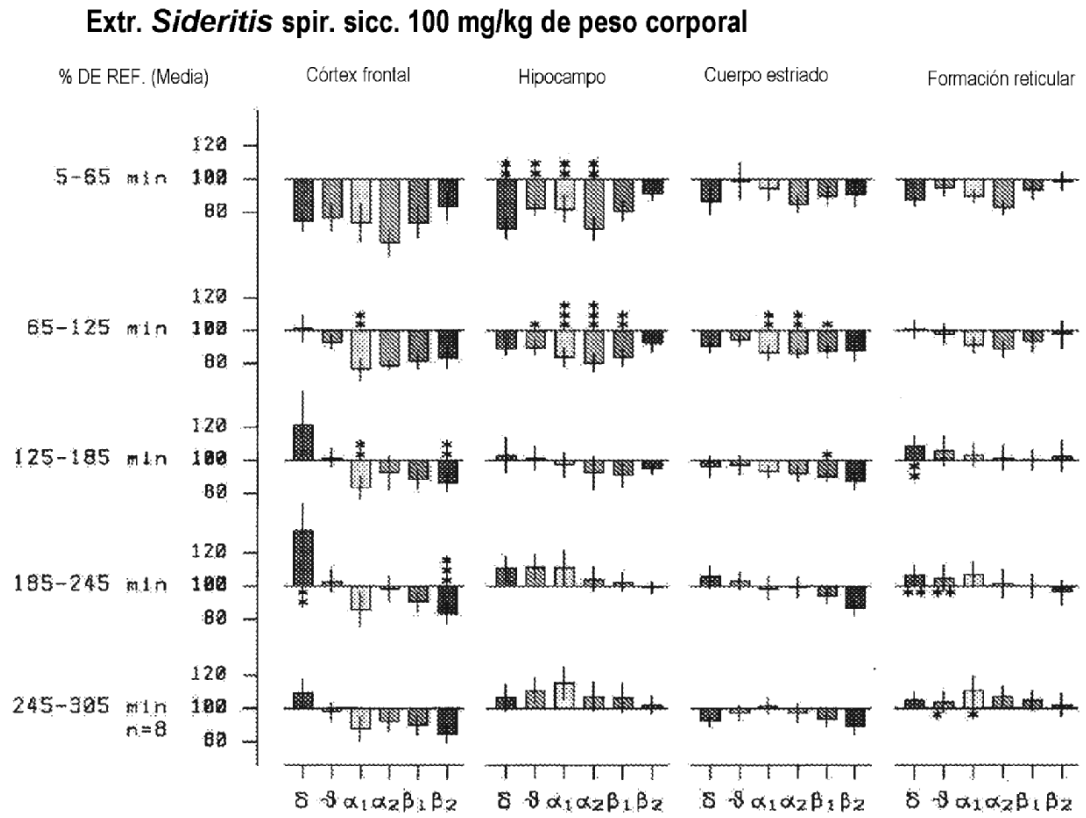 Extr. Sideritis spir. sicc. 100 mg/kg de peso corporal
% DE REF. (Media) Córtex frontal Hipocampo Cuerpo estriado Formación reticular
120
5-65 min 100
80
120
65-125 min 100
80
120
125-185 min 100
80
120
185-245 min 100
80
120
245-305 min 100
n=8
80
δ ϑ α1 α2 β1 β2 δ ϑ α1 α2 β1 β2 δ ϑ α1 α2 β1 β2 δ ϑ α1 α2 β1 β2